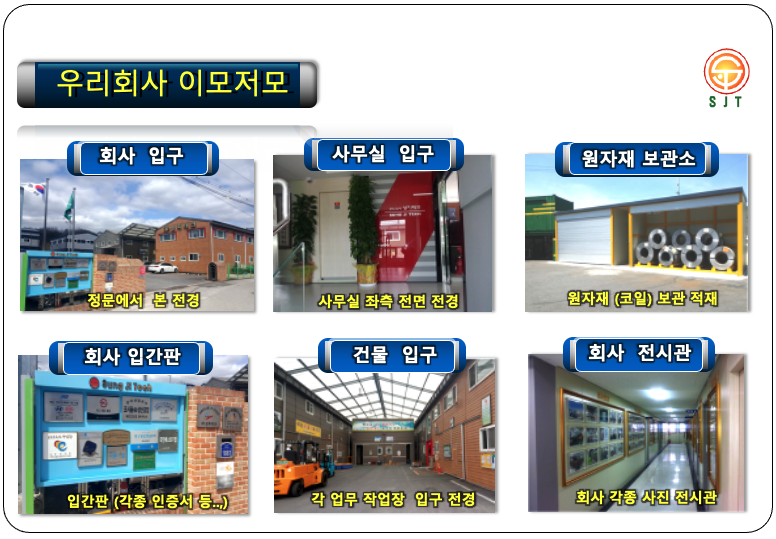 우리회사 이모저모
S J T
회사 입구
사무실 입구
원자재 보관소
정문에서 본 전경
사무실 좌측 전면 전경
원자재 (코일) 보관 적재
회사 입간판
건물 입구
회사 전시관
Sung Ji Tech
입간판 (각종 인증서 등..,)
각 업무 작업장 입구 전경
회사 각종 사진 전시관